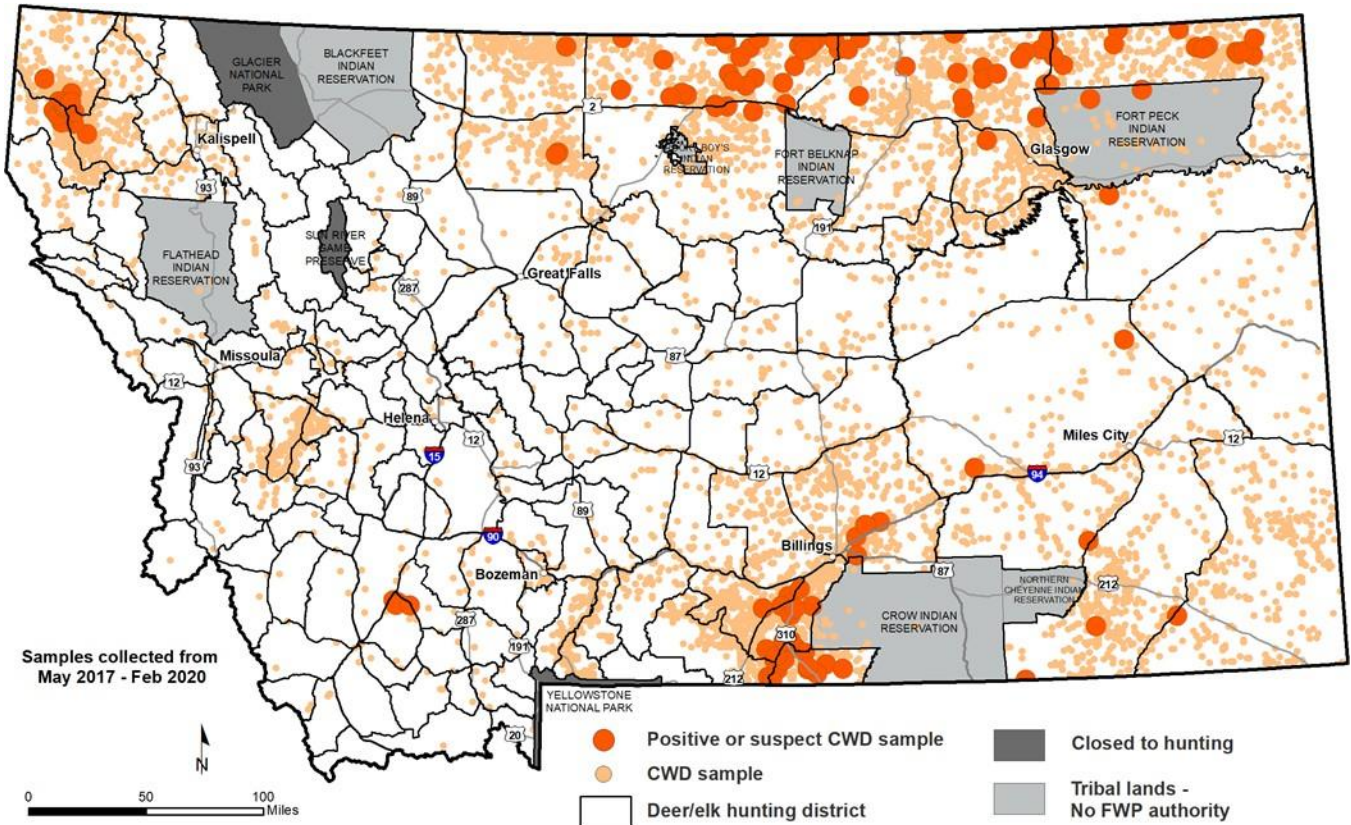 GLACIER
NATIONAL
PARK
BLACKFEET
INDIAN
RESERVATION
2
Kalispell
BOY'S
INDIAN
RESERVATION
FORT BELKNAP
INDIAN
RESERVATION
FORT PECK
INDIAN
RESERVATION
Glasgow
93
89
191
FLATHEAD
INDIAN
RESERVATION
SUN RIVER
GAME
PRESERVE
Great Falls
287
87
Missoula
12
Helena
12
15
93
12
Miles City
12
94
89
90
Billings
Bozeman
87
NORTHERN
CHEYENNE INDIAN
RESERVATION
212
CROW INDIAN
RESERVATION
310
287
191
212
Samples collected from
May 2017 - Feb 2020
YELLOWSTONE
NATIONAL PARK
20
N
0 50 100
Miles
Positive or suspect CWD sample
CWD sample
Deer/elk hunting district
Closed to hunting
Tribal lands -
No FWP authority